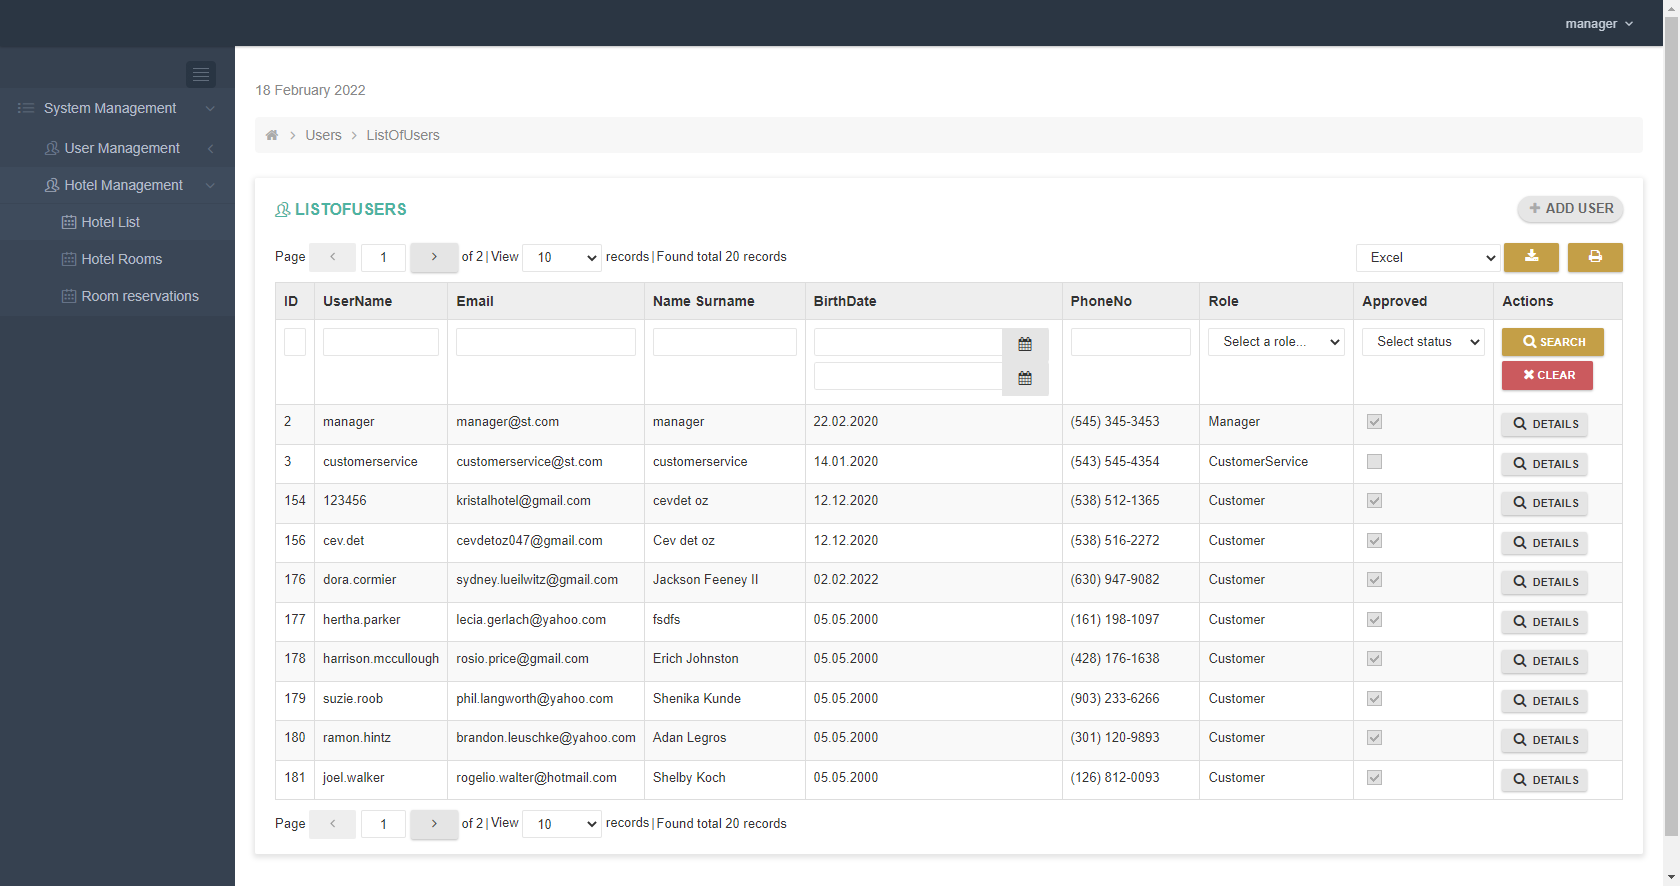 manager
18 February 2022
System Management
Users ListOfUsers
User Management
Hotel Management
Hotel List
Hotel Rooms
Room reservations
LISTOFUSERS
ADD USER
Page 1 of 2 | View 10 records | Found total 20 records
Excel
ID UserName Email Name Surname BirthDate PhoneNo Role Approved Actions
Select a role... Select status SEARCH
CLEAR
2 manager manager@st.com manager 22.02.2020 (545) 345-3453 Manager DETAILS
3 customerservice customerservice@st.com customerservice 14.01.2020 (543) 545-4354 CustomerService DETAILS
154 123456 kristalhotel@gmail.com cevdet oz 12.12.2020 (538) 512-1365 Customer DETAILS
156 cev.det cevdetoz047@gmail.com Cev det oz 12.12.2020 (538) 516-2272 Customer DETAILS
176 dora.cormier sydney.lueilwitz@gmail.com Jackson Feeney II 02.02.2022 (630) 947-9082 Customer DETAILS
177 hertha.parker lecia.gerlach@yahoo.com fsdfs 05.05.2000 (161) 198-1097 Customer DETAILS
178 harrison.mccullough rosio.price@gmail.com Erich Johnston 05.05.2000 (428) 176-1638 Customer DETAILS
179 suzie.roob phil.langworth@yahoo.com Shenika Kunde 05.05.2000 (903) 233-6266 Customer DETAILS
180 ramon.hintz brandon.leuschke@yahoo.com Adan Legros 05.05.2000 (301) 120-9893 Customer DETAILS
181 joel.walker rogelio.walter@hotmail.com Shelby Koch 05.05.2000 (126) 812-0093 Customer DETAILS
Page 1 of 2 | View 10 records | Found total 20 records